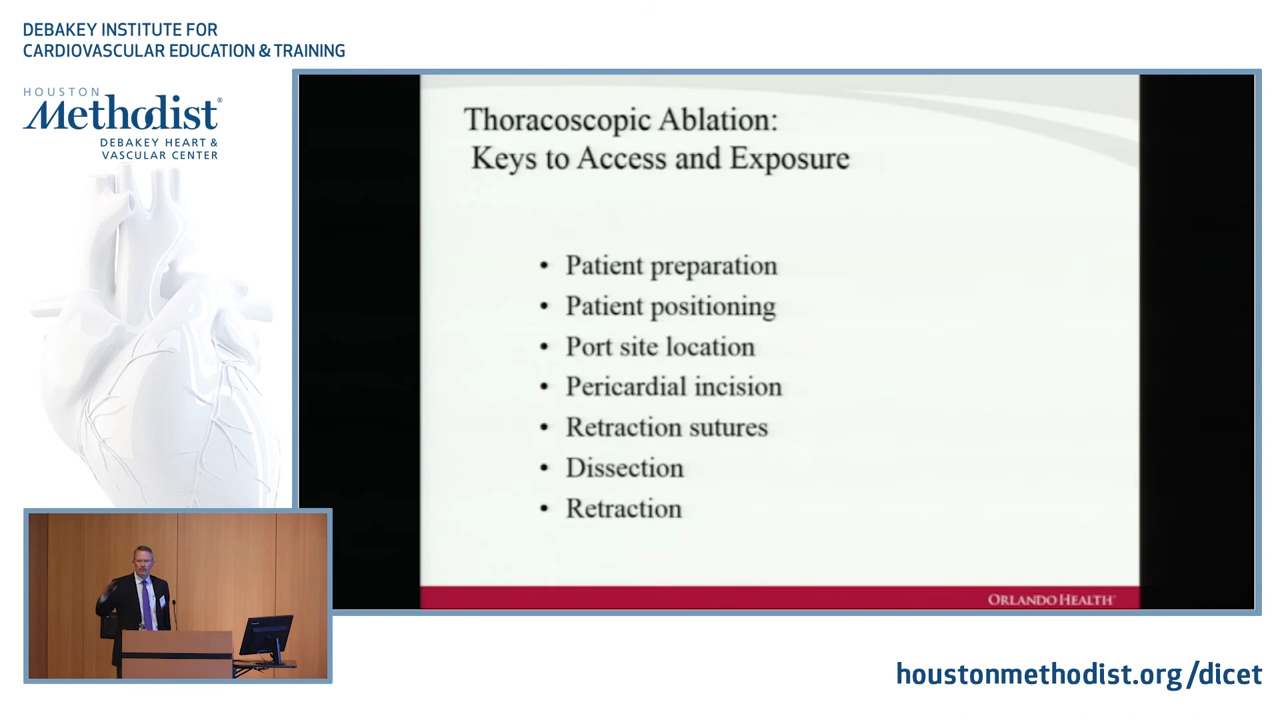 DEBAKEY INSTITUTE FOR
CARDIOVASCULAR EDUCATION & TRAINING
HOUSTON
Methodist®
DEBAKEY HEART &
VASCULAR CENTER
Thoracoscopic Ablation:
Keys to Access and Exposure
• Patient preparation
• Patient positioning
• Port site location
• Pericardial incision
• Retraction sutures
• Dissection
• Retraction
ORLANDO HEALTH
houstonmethodist.org/dicet